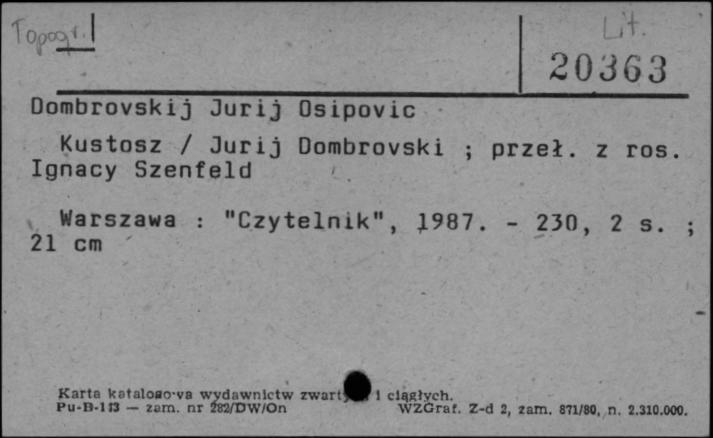 Topogr.
Lit.
20363
Dombrovskij Jurij Osipovic
Kustosz / Jurij Dombrovski ; przeł. z ros.
Ignacy Szenfeld
Warszawa : "Czytelnik", 1987. - 230, 2 s. ;
21 cm
Karta katalogowa wydawnictw i ciągłych.
Pu-B-113 — zam. nr 282/DW/On WZGraf. Z-d 2, zam. 871/80, n. 2.310.000.